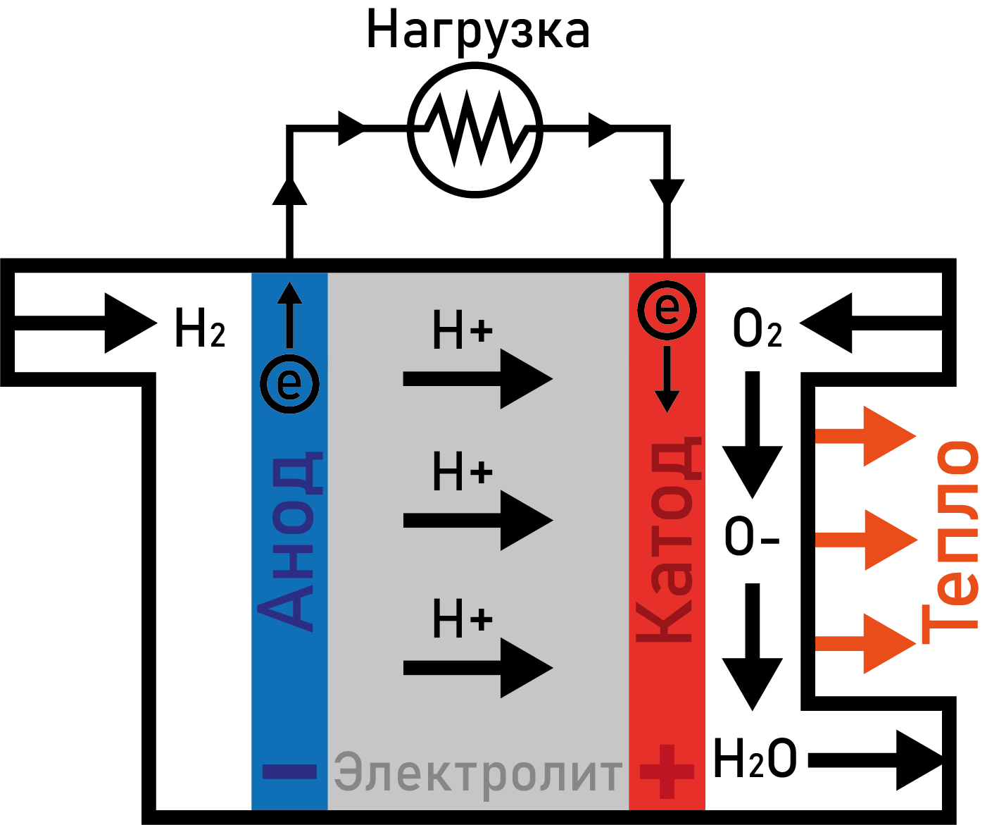 Нагрузка
H2
e
Анод
−
H+
H+
H+
Электролит
e
Катод
+
O2
O-
H2O
Тепло